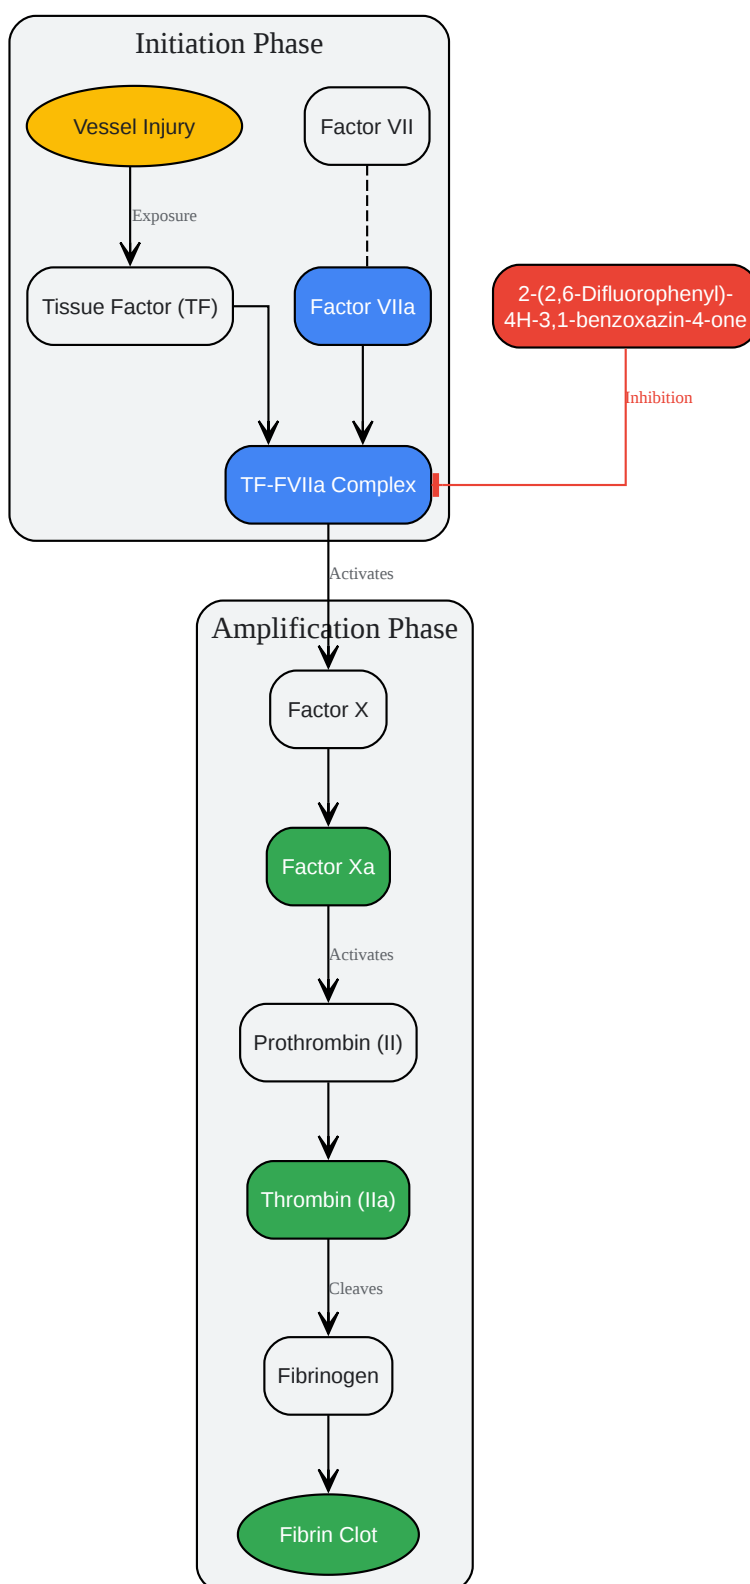 Initiation Phase
Vessel Injury
Factor VII
Exposure
Tissue Factor (TF)
Factor VIIa
2-(2,6-Difluorophenyl)-
4H-3,1-benzoxazin-4-one
Inhibition
TF-FVIIa Complex
Activates
Amplification Phase
Factor X
Factor Xa
Activates
Prothrombin (II)
Thrombin (IIa)
Cleaves
Fibrinogen
Fibrin Clot